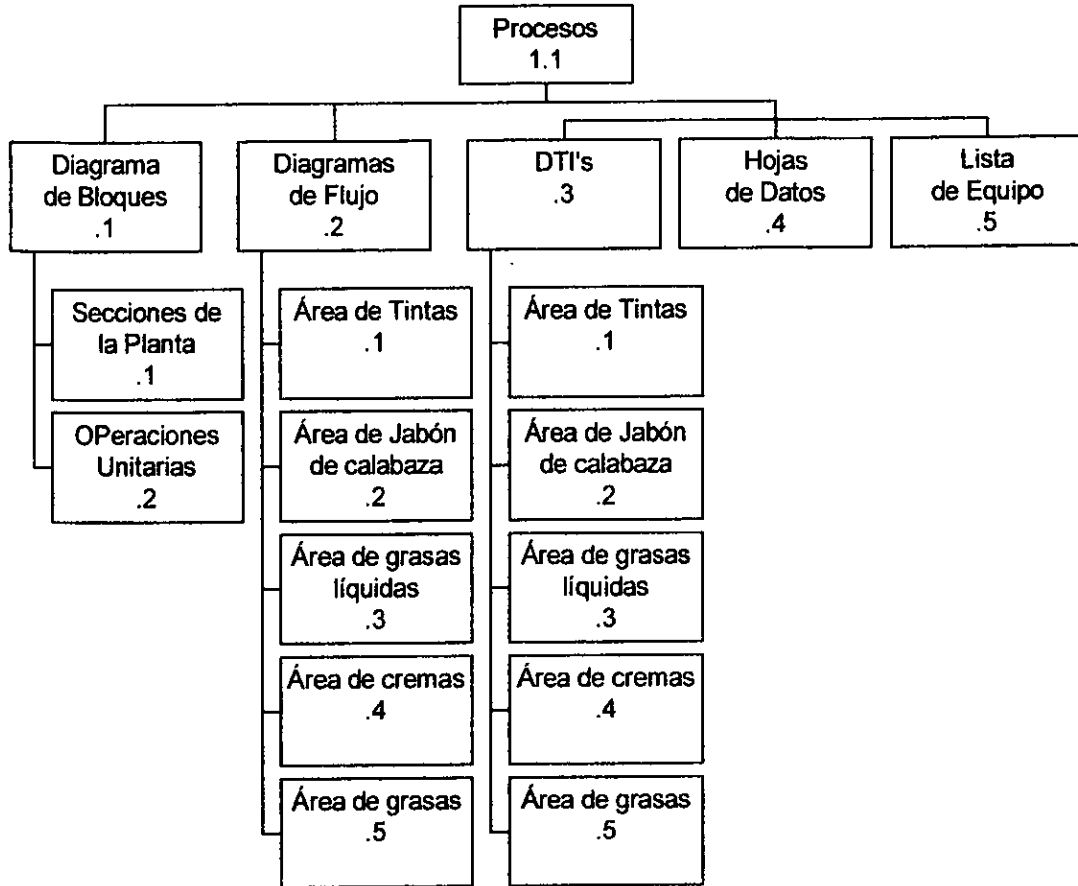 Procesos
1.1
Diagrama
de Bloques
.1
Diagramas
de Flujo
.2
DTI's
.3
Hojas
de Datos
.4
Lista
de Equipo
.5
Secciones de
la Planta
.1
OPeraciones
Unitarias
.2
Área de Tintas
.1
Área de Jabón
de calabaza
.2
Área de grasas
líquidas
.3
Área de cremas
.4
Área de grasas
.5
Área de Tintas
.1
Área de Jabón
de calabaza
.2
Área de grasas
líquidas
.3
Área de cremas
.4
Área de grasas
.5